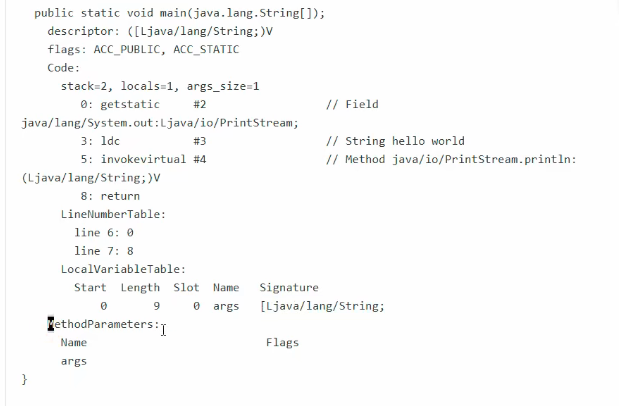 public static void main(java.lang.String[]);
descriptor: ([Ljava/lang/String;)V
flags: ACC_PUBLIC, ACC_STATIC
Code:
stack=2, locals=1, args_size=1
0: getstatic #2 // Field
java/lang/System.out:Ljava/io/PrintStream;
3: ldc #3 // String hello world
5: invokevirtual #4 // Method java/io/PrintStream.println:
(Ljava/lang/String;)V
8: return
LineNumberTable:
line 6: 0
line 7: 8
LocalVariableTable:
Start Length Slot Name Signature
0 9 0 args [Ljava/lang/String;
MethodParameters:
Name Flags
args
}